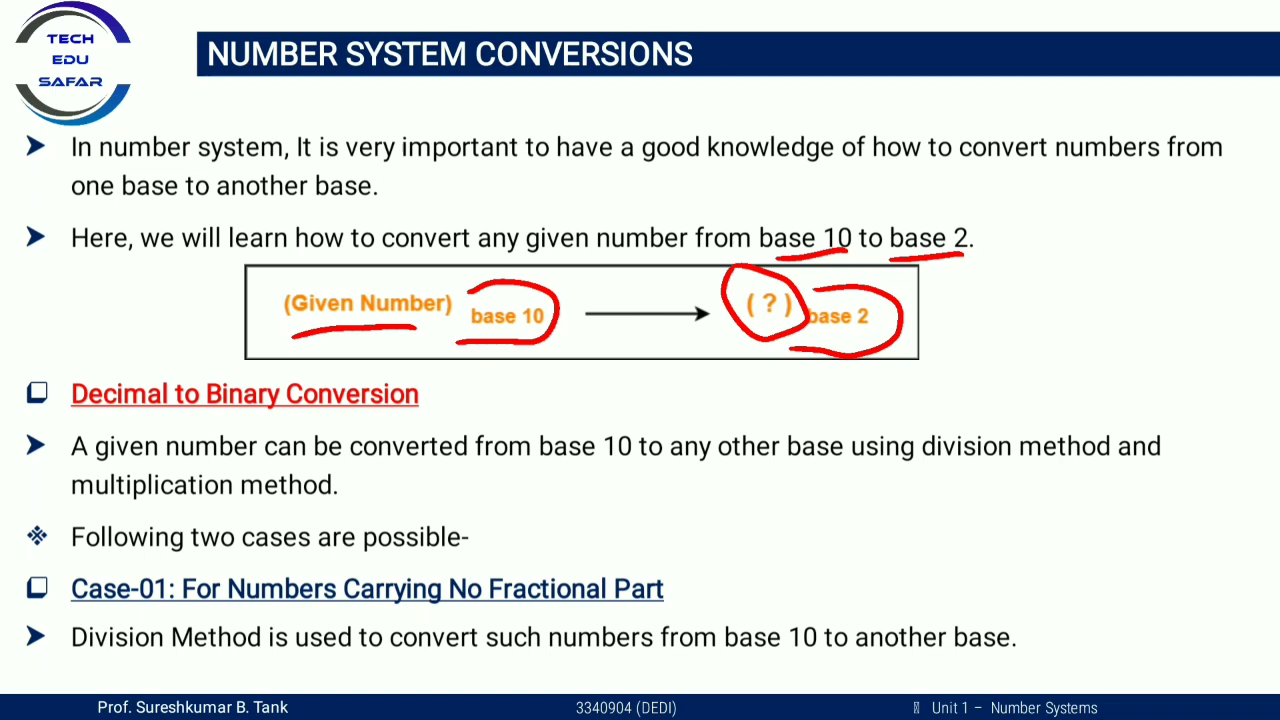 TECH
EDU
SAFAR
NUMBER SYSTEM CONVERSIONS
In number system, It is very important to have a good knowledge of how to convert numbers from
one base to another base.
Here, we will learn how to convert any given number from base 10 to base 2.
(Given Number) base 10 ( ? ) base 2
Decimal to Binary Conversion
A given number can be converted from base 10 to any other base using division method and
multiplication method.
Following two cases are possible-
Case-01: For Numbers Carrying No Fractional Part
Division Method is used to convert such numbers from base 10 to another base.
Prof. Sureshkumar B. Tank 3340904 (DEDI) Unit 1 – Number Systems